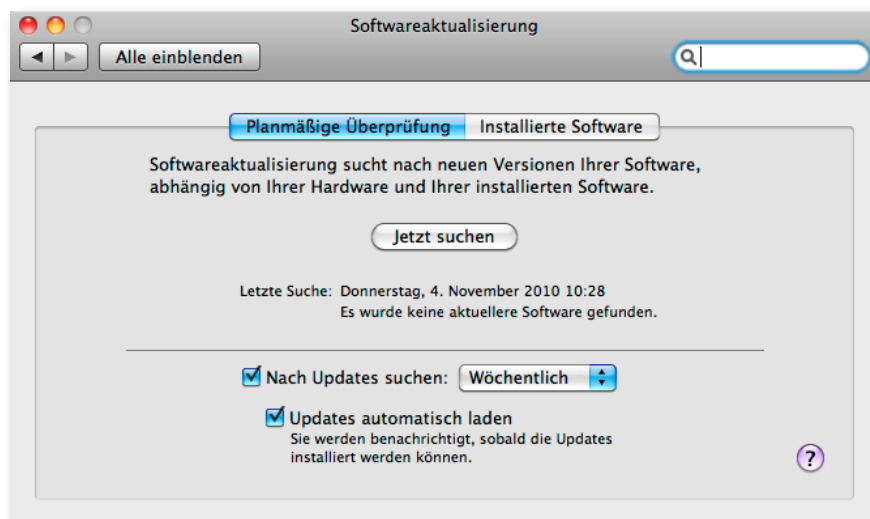 Softwareaktualisierung
Alle einblenden
Planmäßige Überprüfung Installierte Software
Softwareaktualisierung sucht nach neuen Versionen Ihrer Software,
abhängig von Ihrer Hardware und Ihrer installierten Software.
Jetzt suchen
Letzte Suche: Donnerstag, 4. November 2010 10:28
Es wurde keine aktuellere Software gefunden.
Nach Updates suchen: Wöchentlich
Updates automatisch laden
Sie werden benachrichtigt, sobald die Updates
installiert werden können.
?